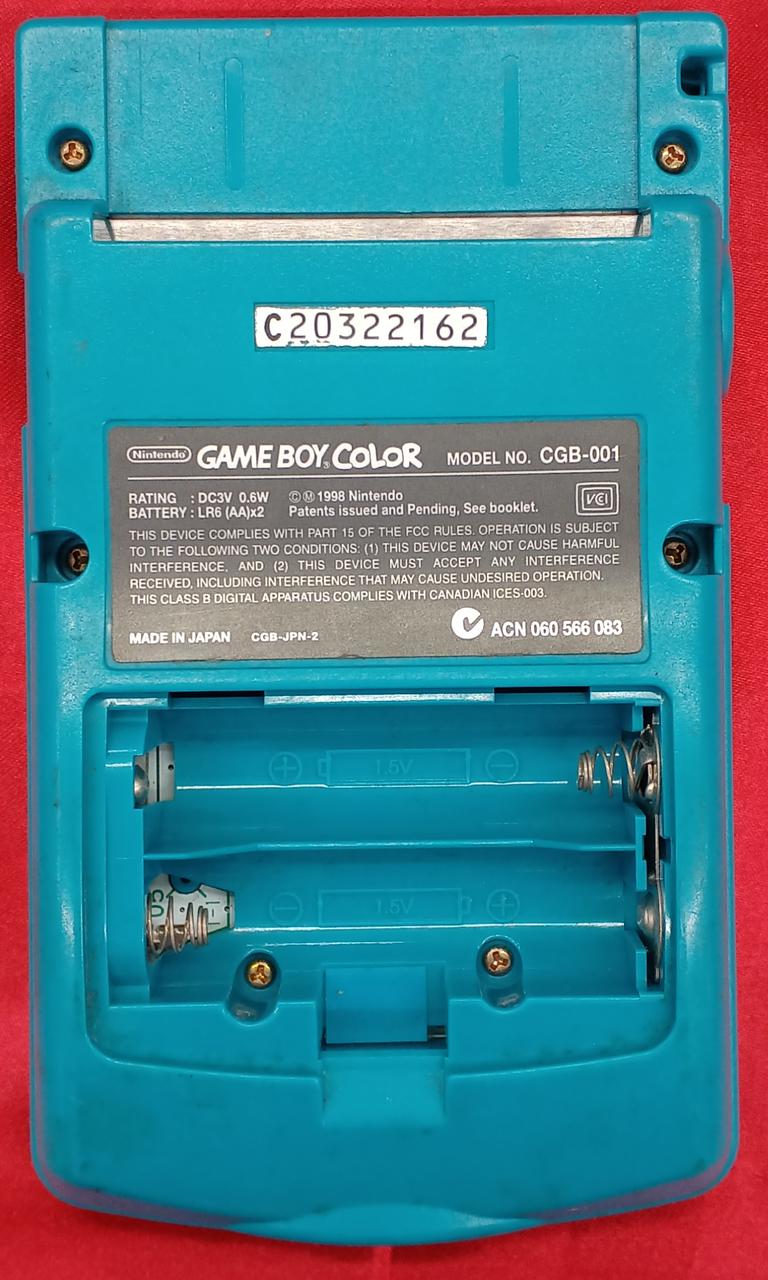 C20322162
Nintendo GAME BOY COLOR MODEL NO. CGB-001
RATING : DC3V 0.6W ©Ⓜ1998 Nintendo
BATTERY : LR6 (AA)x2 Patents issued and Pending, See booklet.
VCI
THIS DEVICE COMPLIES WITH PART 15 OF THE FCC RULES. OPERATION IS SUBJECT
TO THE FOLLOWING TWO CONDITIONS: (1) THIS DEVICE MAY NOT CAUSE HARMFUL
INTERFERENCE, AND (2) THIS DEVICE MUST ACCEPT ANY INTERFERENCE
RECEIVED, INCLUDING INTERFERENCE THAT MAY CAUSE UNDESIRED OPERATION.
THIS CLASS B DIGITAL APPARATUS COMPLIES WITH CANADIAN ICES-003.
MADE IN JAPAN CGB-JPN-2 ACN 060 566 083
+ 1.5V -
- 1.5V +